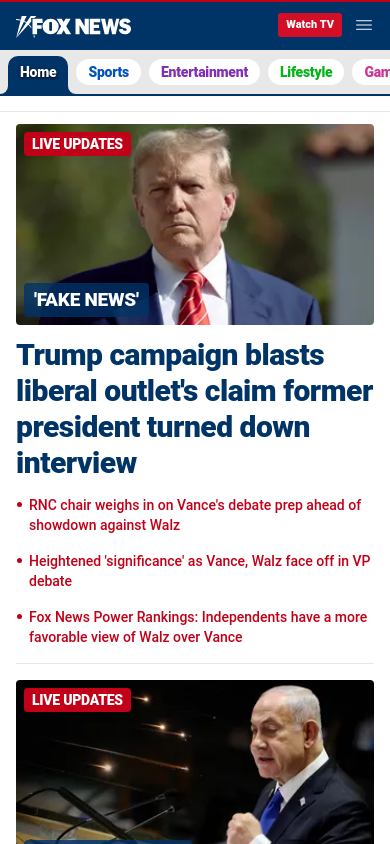 FOX NEWS
Watch TV
Home
Sports
Entertainment
Lifestyle
Gam
LIVE UPDATES
'FAKE NEWS'
Trump campaign blasts
liberal outlet's claim former
president turned down
interview
• RNC chair weighs in on Vance's debate prep ahead of
showdown against Walz
• Heightened 'significance' as Vance, Walz face off in VP
debate
• Fox News Power Rankings: Independents have a more
favorable view of Walz over Vance
LIVE UPDATES